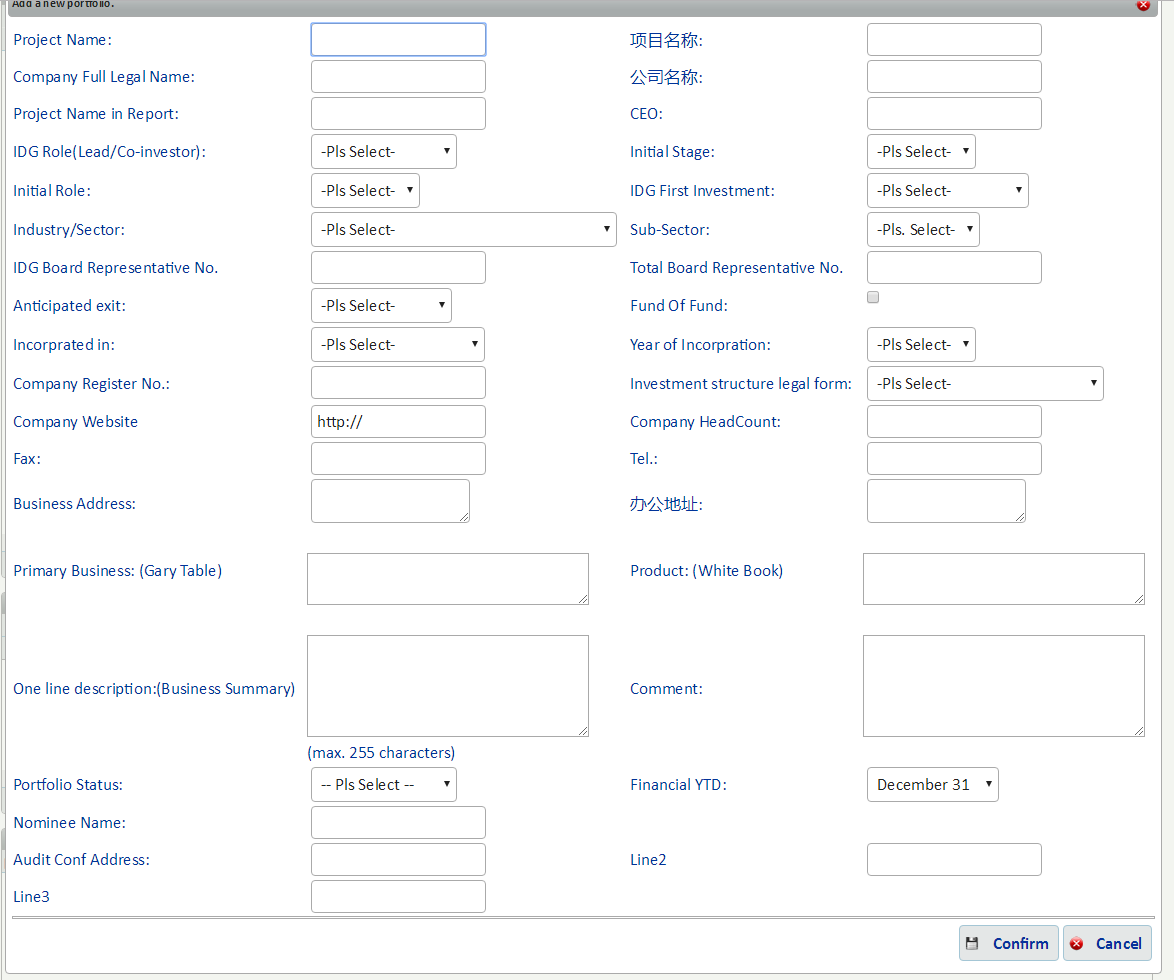 Add a new portfolio.
Project Name: 项目名称:
Company Full Legal Name: 公司名称:
Project Name in Report: CEO:
IDG Role(Lead/Co-investor): -Pls Select- Initial Stage: -Pls Select-
Initial Role: -Pls Select- IDG First Investment: -Pls Select-
Industry/Sector: -Pls Select- Sub-Sector: -Pls. Select-
IDG Board Representative No. Total Board Representative No.
Anticipated exit: -Pls Select- Fund Of Fund:
Incorprated in: -Pls Select- Year of Incorpration: -Pls Select-
Company Register No.: Investment structure legal form: -Pls Select-
Company Website http:// Company HeadCount:
Fax: Tel.:
Business Address: 办公地址:
Primary Business: (Gary Table) Product: (White Book)
One line description:(Business Summary) Comment:
(max. 255 characters)
Portfolio Status: -- Pls Select -- Financial YTD: December 31
Nominee Name:
Audit Conf Address: Line2
Line3
Confirm Cancel